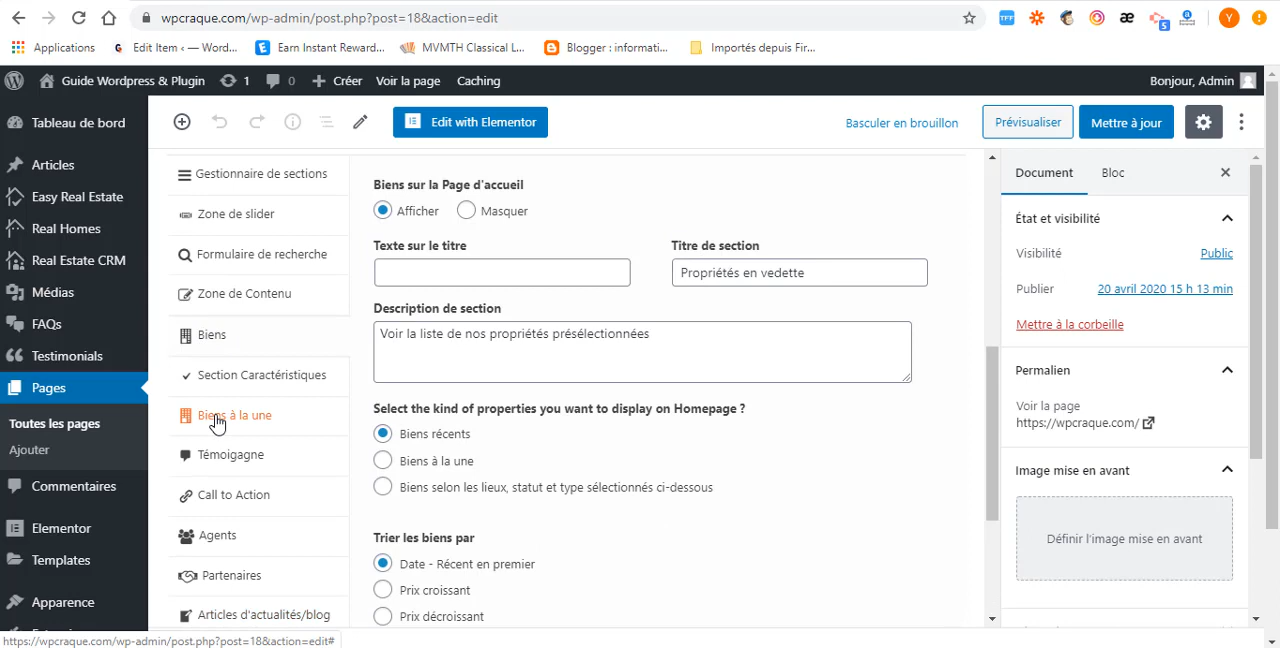 wpcraque.com/wp-admin/post.php?post=18&action=edit
TFF
æ
5
Y
Applications
Edit Item ‹ — Word...
Earn Instant Reward...
MVMTH Classical L...
Blogger : informati...
Importés depuis Fir...
Guide Wordpress & Plugin
1
0
Créer
Voir la page
Caching
Bonjour, Admin
Tableau de bord
Articles
Easy Real Estate
Real Homes
Real Estate CRM
Médias
FAQs
Testimonials
Pages
Toutes les pages
Ajouter
Commentaires
Elementor
Templates
Apparence
Edit with Elementor
Basculer en brouillon
Prévisualiser
Mettre à jour
Gestionnaire de sections
Zone de slider
Formulaire de recherche
Zone de Contenu
Biens
Section Caractéristiques
Biens à la une
Témoigagne
Call to Action
Agents
Partenaires
Articles d'actualités/blog
Biens sur la Page d'accueil
Afficher
Masquer
Texte sur le titre
Titre de section
Propriétés en vedette
Description de section
Voir la liste de nos propriétés présélectionnées
Select the kind of properties you want to display on Homepage ?
Biens récents
Biens à la une
Biens selon les lieux, statut et type sélectionnés ci-dessous
Trier les biens par
Date - Récent en premier
Prix croissant
Prix décroissant
Document
Bloc
État et visibilité
Visibilité
Public
Publier
20 avril 2020 15 h 13 min
Mettre à la corbeille
Permalien
Voir la page
https://wpcraque.com/
Image mise en avant
Définir l'image mise en avant
https://wpcraque.com/wp-admin/post.php?post=18&action=edit#